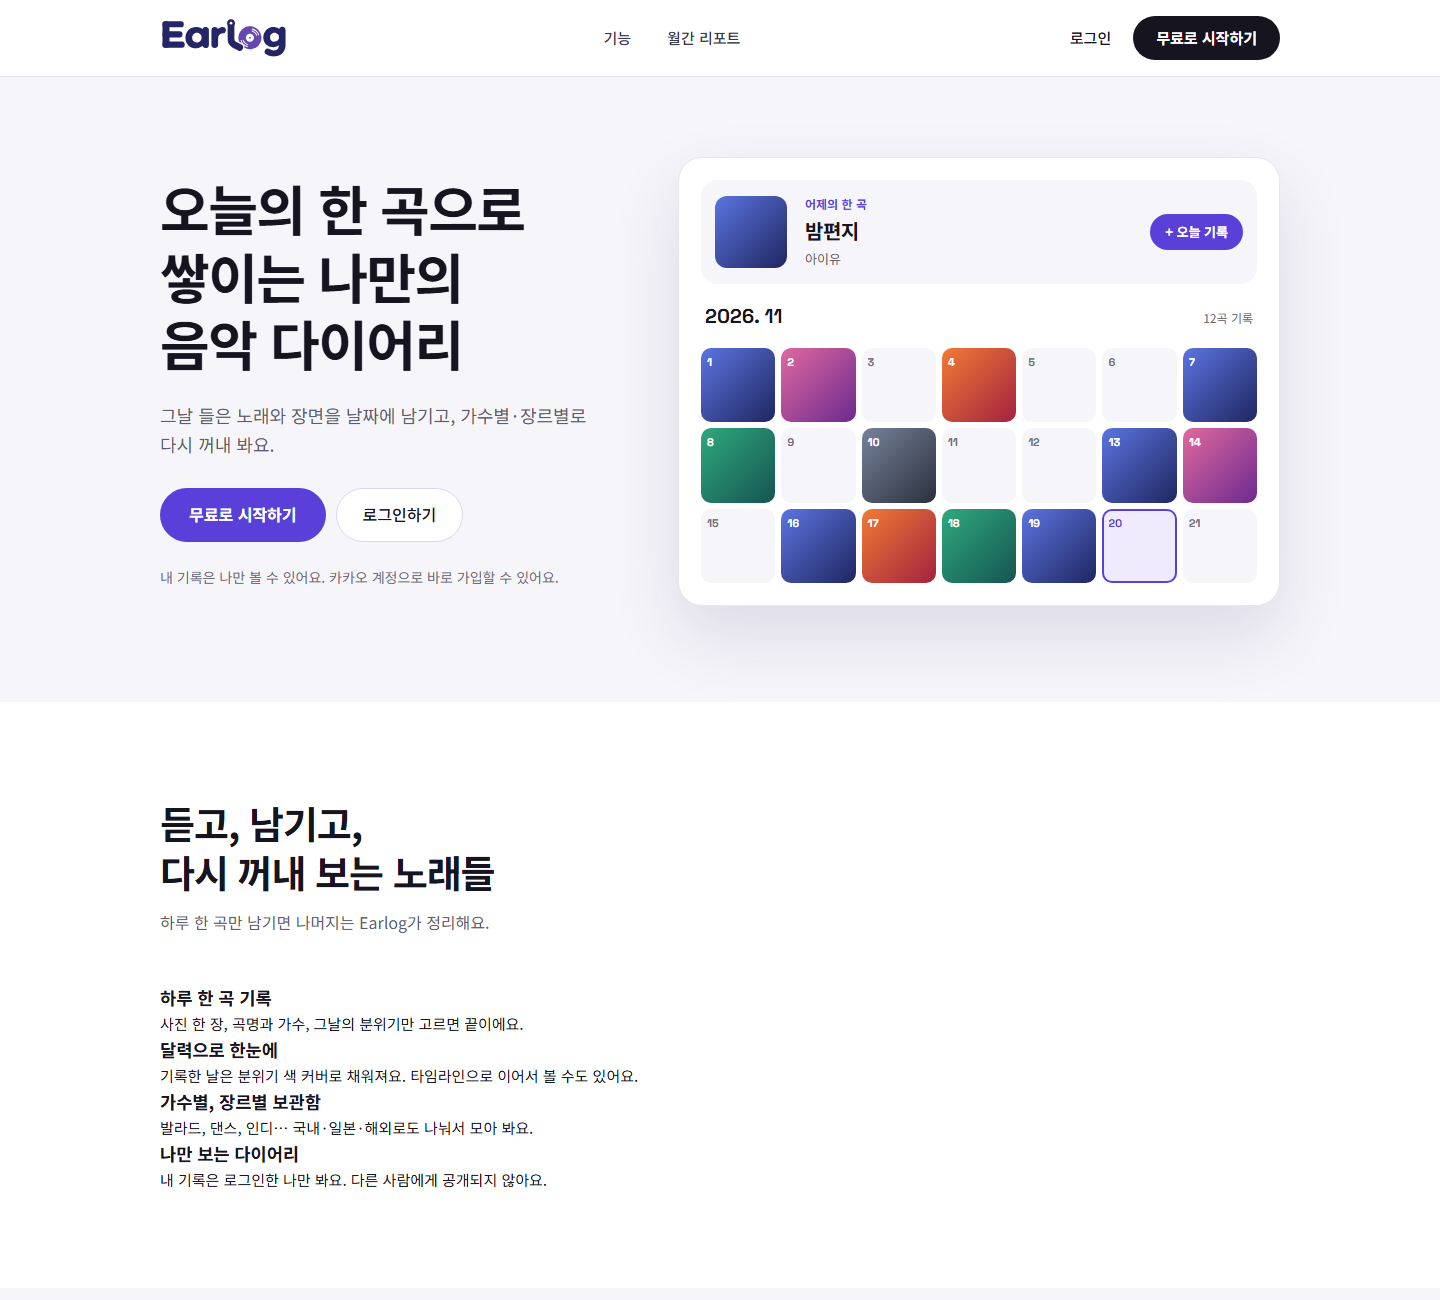 Earlog
기능
월간 리포트
로그인
무료로 시작하기
오늘의 한 곡으로
쌓이는 나만의
음악 다이어리
그날 들은 노래와 장면을 날짜에 남기고, 가수별·장르별로
다시 꺼내 봐요.
무료로 시작하기
로그인하기
내 기록은 나만 볼 수 있어요. 카카오 계정으로 바로 가입할 수 있어요.
어제의 한 곡
밤편지
아이유
+ 오늘 기록
2026. 11
12곡 기록
1 2 3 4 5 6 7
8 9 10 11 12 13 14
15 16 17 18 19 20 21
듣고, 남기고,
다시 꺼내 보는 노래들
하루 한 곡만 남기면 나머지는 Earlog가 정리해요.
하루 한 곡 기록
사진 한 장, 곡명과 가수, 그날의 분위기만 고르면 끝이에요.
달력으로 한눈에
기록한 날은 분위기 색 커버로 채워져요. 타임라인으로 이어서 볼 수도 있어요.
가수별, 장르별 보관함
발라드, 댄스, 인디… 국내·일본·해외로도 나눠서 모아 봐요.
나만 보는 다이어리
내 기록은 로그인한 나만 봐요. 다른 사람에게 공개되지 않아요.